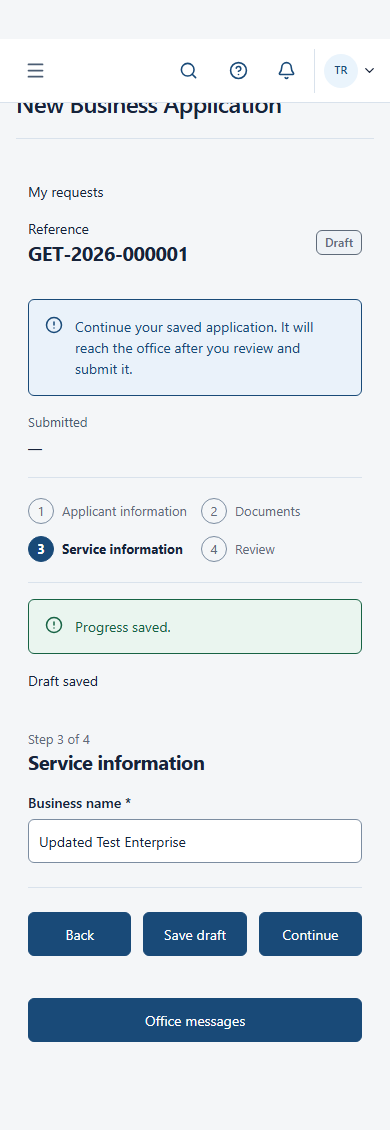 TR
New Business Application
My requests
Reference
GET-2026-000001
Draft
Continue your saved application. It will
reach the office after you review and
submit it.
Submitted
—
1 Applicant information 2 Documents
3 Service information 4 Review
Progress saved.
Draft saved
Step 3 of 4
Service information
Business name *
Updated Test Enterprise
Back Save draft Continue
Office messages